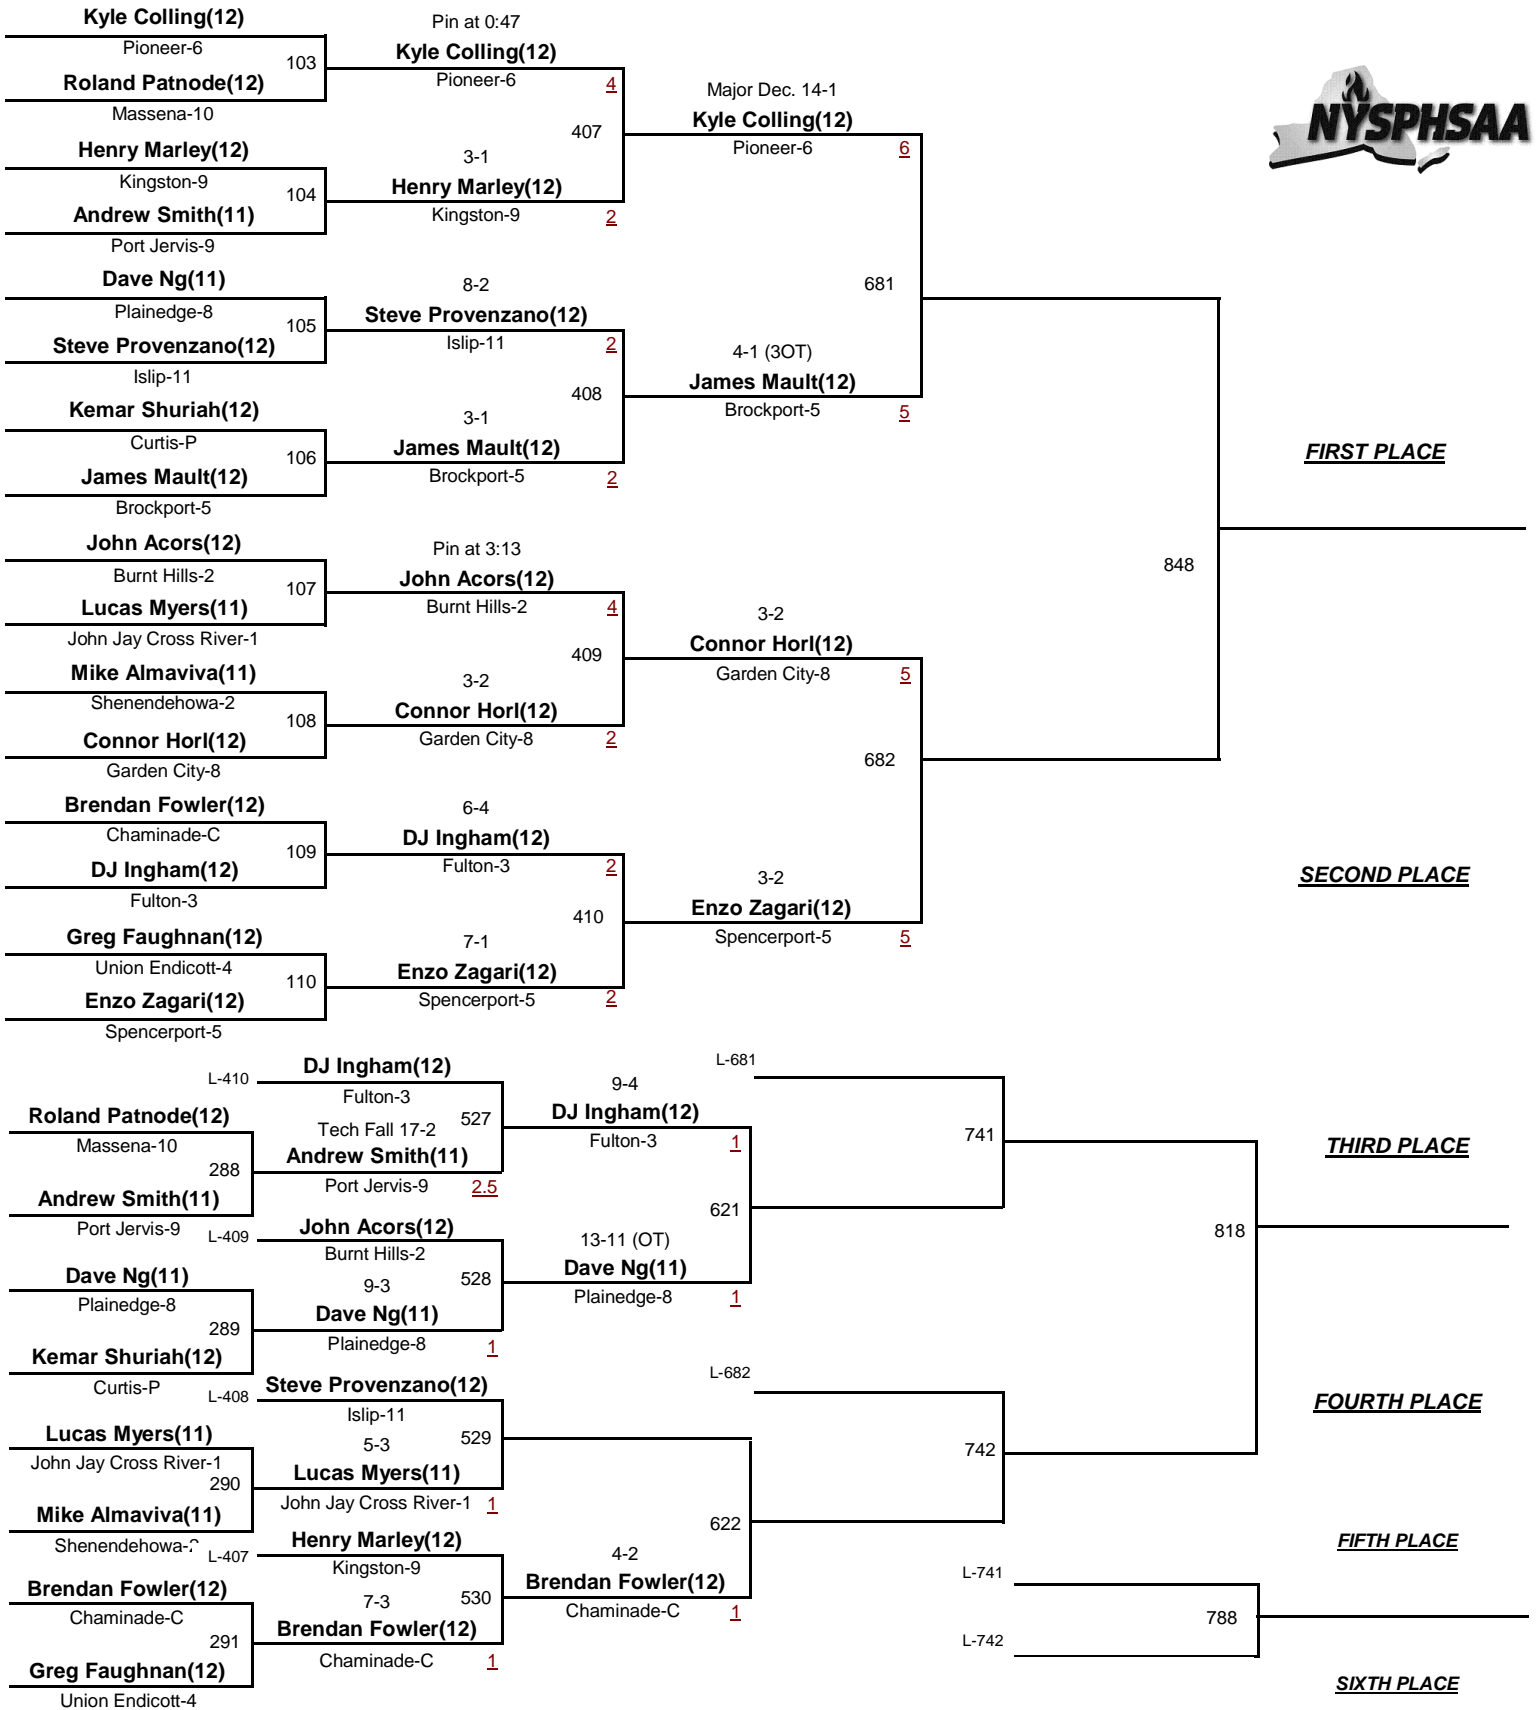 Kyle Colling(12)
Pioneer-6
103
Roland Patnode(12)
Massena-10
Henry Marley(12)
Kingston-9
104
Andrew Smith(11)
Port Jervis-9
Dave Ng(11)
Plainedge-8
105
Steve Provenzano(12)
Islip-11
Kemar Shuriah(12)
Curtis-P
106
James Mault(12)
Brockport-5
John Acors(12)
Burnt Hills-2
107
Lucas Myers(11)
John Jay Cross River-1
Mike Almaviva(11)
Shenendehowa-2
108
Connor Horl(12)
Garden City-8
Brendan Fowler(12)
Chaminade-C
109
DJ Ingham(12)
Fulton-3
Greg Faughnan(12)
Union Endicott-4
110
Enzo Zagari(12)
Spencerport-5
Pin at 0:47
Kyle Colling(12)
Pioneer-6
4
407
3-1
Henry Marley(12)
Kingston-9
2
8-2
Steve Provenzano(12)
Islip-11
2
408
3-1
James Mault(12)
Brockport-5
2
Pin at 3:13
John Acors(12)
Burnt Hills-2
4
409
3-2
Connor Horl(12)
Garden City-8
2
6-4
DJ Ingham(12)
Fulton-3
2
410
7-1
Enzo Zagari(12)
Spencerport-5
2
Major Dec. 14-1
Kyle Colling(12)
Pioneer-6
6
681
4-1 (3OT)
James Mault(12)
Brockport-5
5
3-2
Connor Horl(12)
Garden City-8
5
682
3-2
Enzo Zagari(12)
Spencerport-5
5
848
NYSPHSAA
FIRST PLACE
SECOND PLACE
L-410
DJ Ingham(12)
Fulton-3
Roland Patnode(12)
Massena-10
288
Andrew Smith(11)
Port Jervis-9
Tech Fall 17-2
527
Andrew Smith(11)
Port Jervis-9
2.5
L-409
John Acors(12)
Burnt Hills-2
Dave Ng(11)
Plainedge-8
289
Kemar Shuriah(12)
Curtis-P
9-3
528
Dave Ng(11)
Plainedge-8
1
L-408
Steve Provenzano(12)
Islip-11
Lucas Myers(11)
John Jay Cross River-1
290
Mike Almaviva(11)
5-3
529
Lucas Myers(11)
John Jay Cross River-1
1
L-407
Henry Marley(12)
Kingston-9
Brendan Fowler(12)
Chaminade-C
291
Greg Faughnan(12)
Union Endicott-4
7-3
530
Brendan Fowler(12)
Chaminade-C
1
9-4
DJ Ingham(12)
Fulton-3
1
621
13-11 (OT)
Dave Ng(11)
Plainedge-8
1
622
4-2
Brendan Fowler(12)
Chaminade-C
1
L-681
741
L-682
742
818
THIRD PLACE
FOURTH PLACE
L-741
788
L-742
FIFTH PLACE
SIXTH PLACE